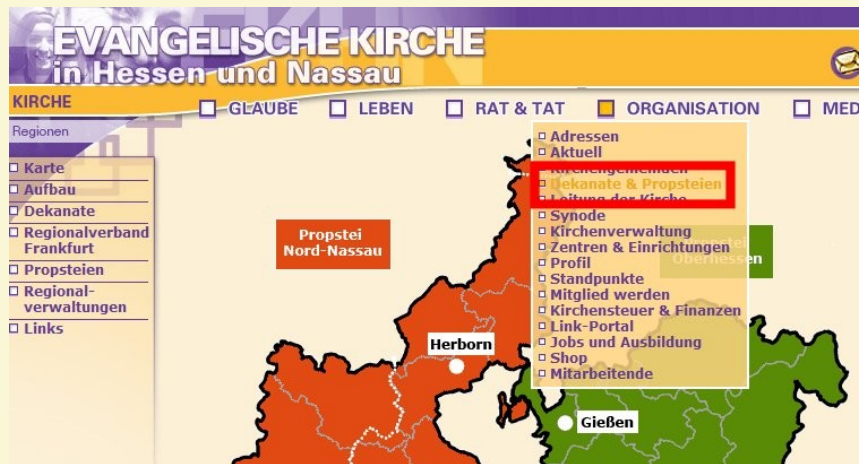 EVANGELISCHE KIRCHE
in Hessen und Nassau
KIRCHE
GLAUBE
LEBEN
RAT & TAT
ORGANISATION
MED
Regionen
Karte
Aufbau
Dekanate
Regionalverband
Frankfurt
Propsteien
Regional-
verwaltungen
Links
Adressen
Aktuell
Kirchengemeinden
Dekanate & Propsteien
Leitung der Kirche
Synode
Kirchenverwaltung
Zentren & Einrichtungen
Profil
Standpunkte
Mitglied werden
Kirchensteuer & Finanzen
Link-Portal
Jobs und Ausbildung
Shop
Mitarbeitende
Propstei
Nord-Nassau
Oberhessen
Herborn
Gießen